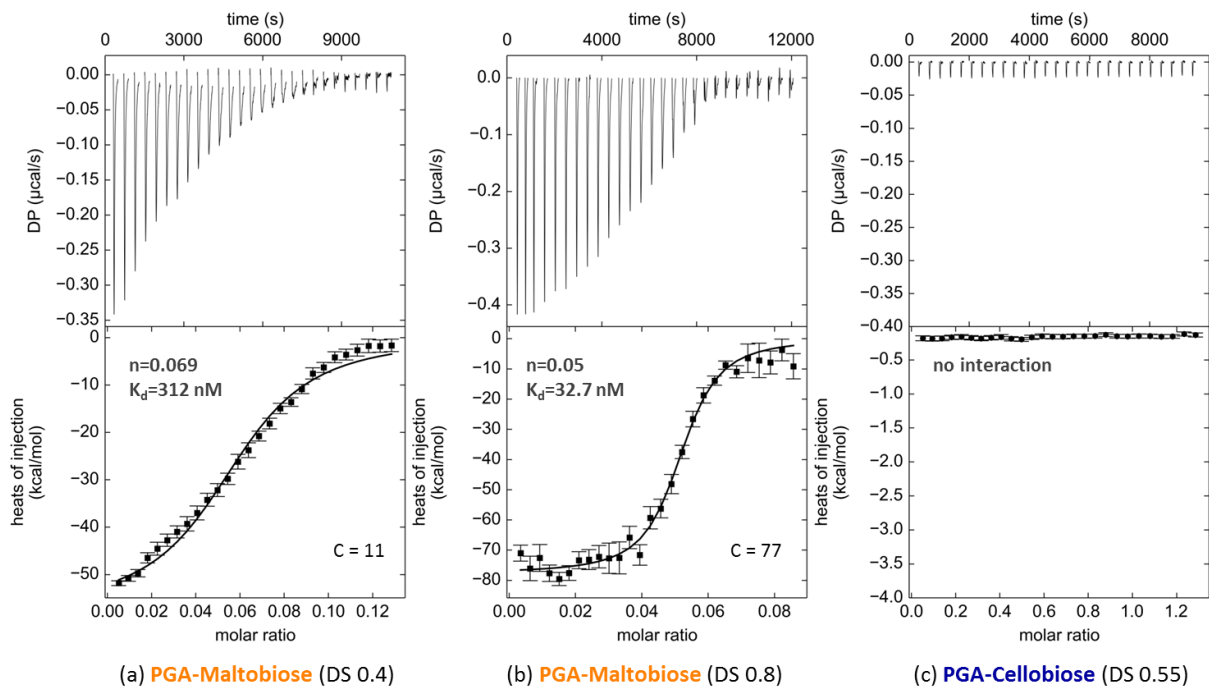 time (s)
0 3000 6000 9000
0.00
−0.05
−0.10
−0.15
−0.20
−0.25
−0.30
−0.35
DP (µcal/s)
0
−10
−20
−30
−40
−50
heats of injection
(kcal/mol)
n=0.069
Kd=312 nM
C = 11
0.00 0.02 0.04 0.06 0.08 0.10 0.12
molar ratio
(a) PGA-Maltobiose (DS 0.4)
time (s)
0 4000 8000 12000
0.0
−0.1
−0.2
−0.3
−0.4
DP (µcal/s)
0
−10
−20
−30
−40
−50
−60
−70
−80
heats of injection
(kcal/mol)
n=0.05
Kd=32.7 nM
C = 77
0.00 0.02 0.04 0.06 0.08
molar ratio
(b) PGA-Maltobiose (DS 0.8)
time (s)
0 2000 4000 6000 8000
0.00
−0.05
−0.10
−0.15
−0.20
−0.25
−0.30
−0.35
−0.40
DP (µcal/s)
−0.5
−1.0
−1.5
−2.0
−2.5
−3.0
−3.5
−4.0
heats of injection
(kcal/mol)
no interaction
0.0 0.2 0.4 0.6 0.8 1.0 1.2
molar ratio
(c) PGA-Cellobiose (DS 0.55)